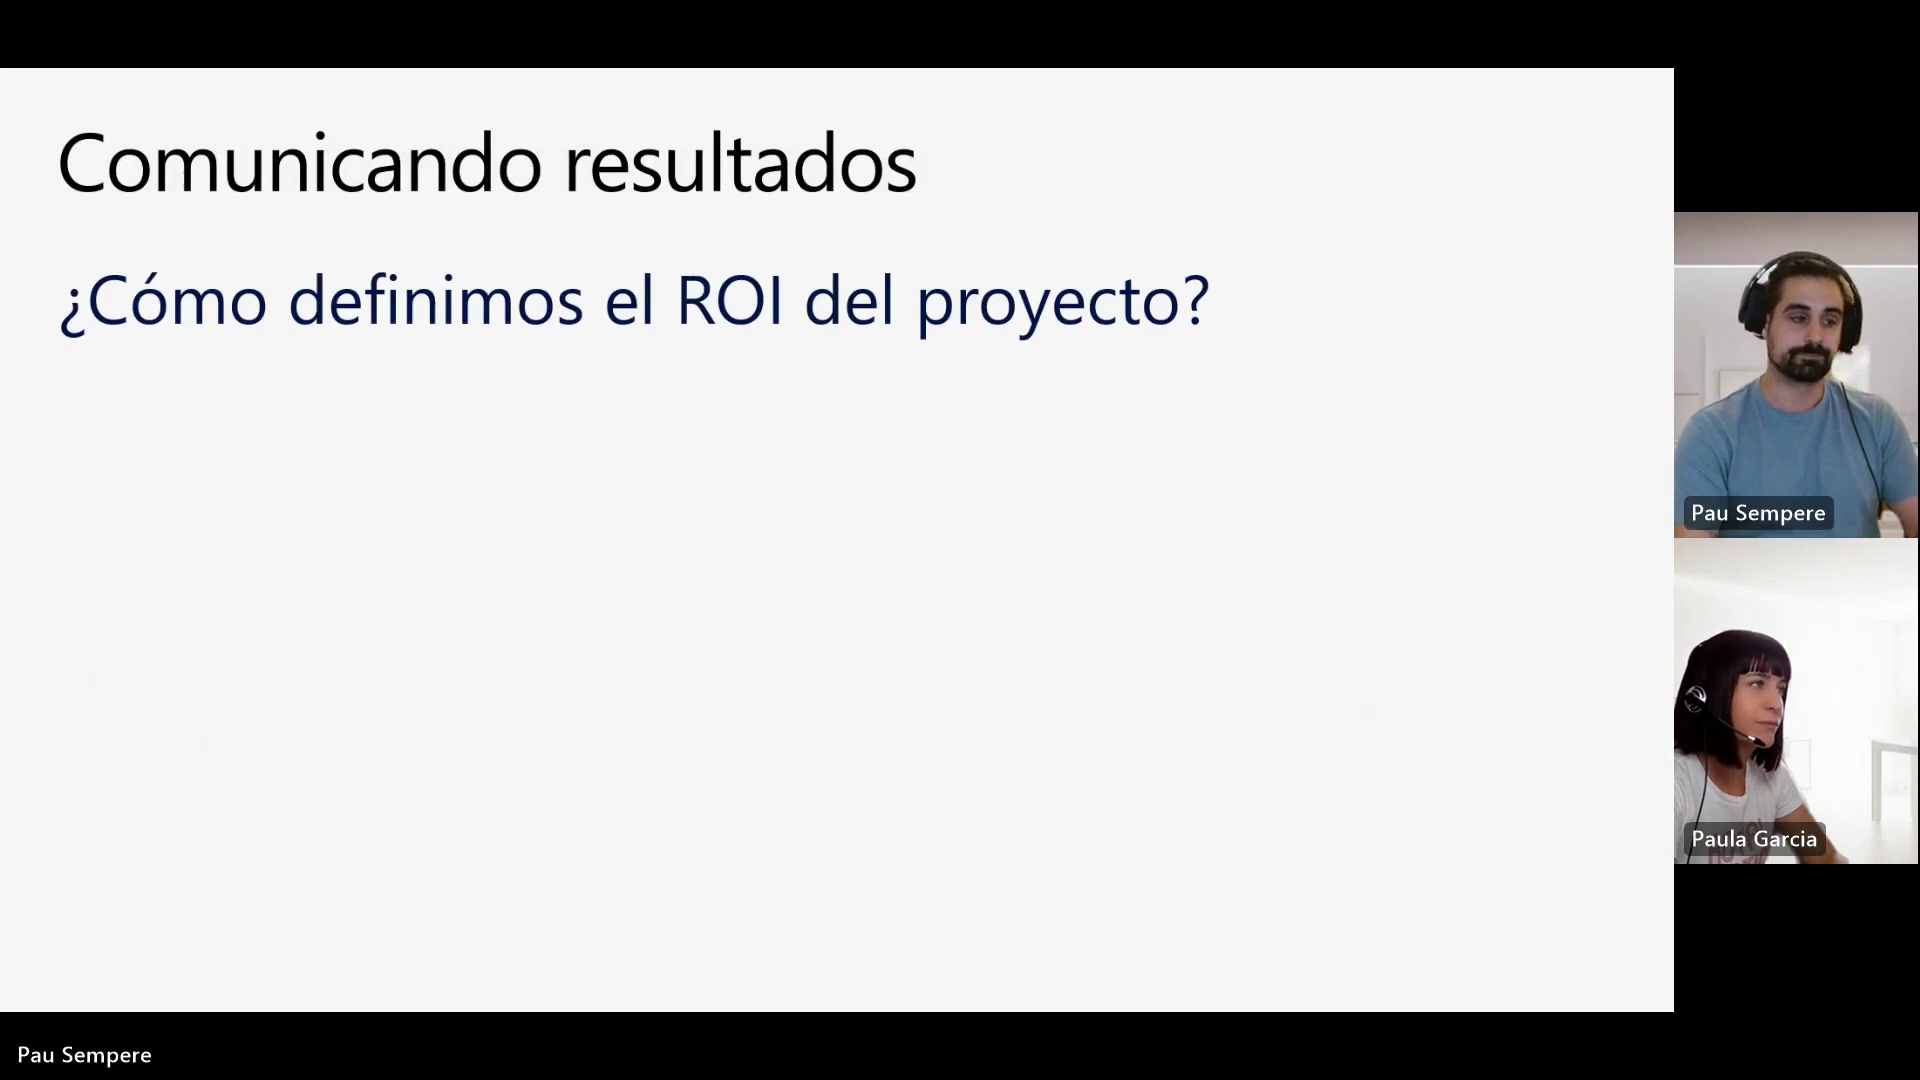 Comunicando resultados
¿Cómo definimos el ROI del proyecto?
Pau Sempere
Paula Garcia
Pau Sempere